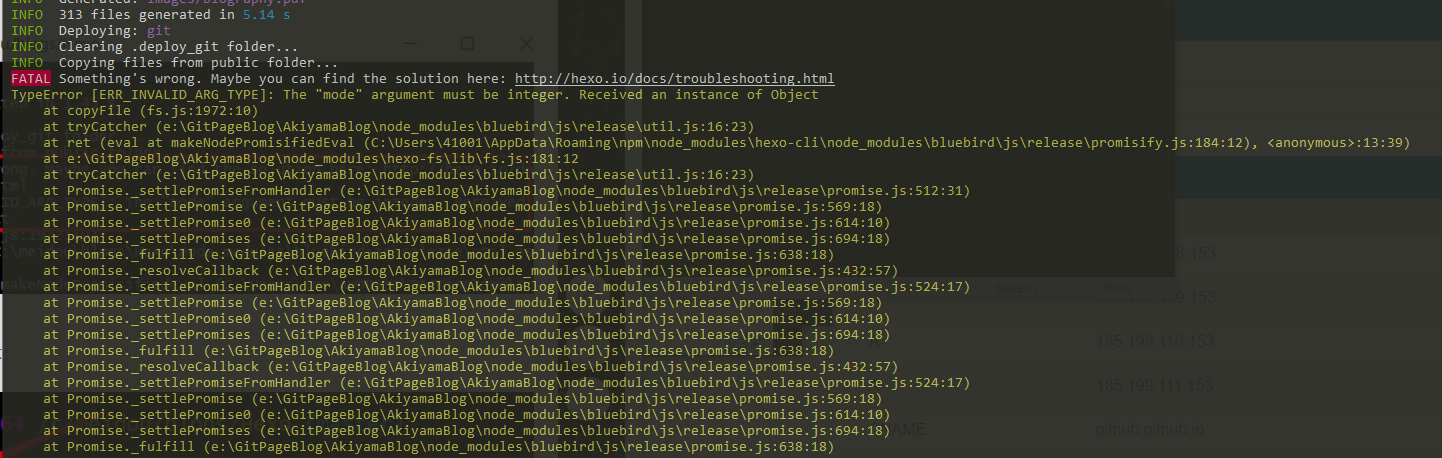 INFO  Generated: images/biography.pdf
INFO  313 files generated in 5.14 s
INFO  Deploying: git
INFO  Clearing .deploy_git folder...
INFO  Copying files from public folder...
FATAL Something's wrong. Maybe you can find the solution here: http://hexo.io/docs/troubleshooting.html
TypeError [ERR_INVALID_ARG_TYPE]: The "mode" argument must be integer. Received an instance of Object
    at copyFile (fs.js:1972:10)
    at tryCatcher (e:\GitPageBlog\AkiyamaBlog\node_modules\bluebird\js\release\util.js:16:23)
    at ret (eval at makeNodePromisifiedEval (C:\Users\41001\AppData\Roaming\npm\node_modules\hexo-cli\node_modules\bluebird\js\release\promisify.js:184:12), <anonymous>:13:39)
    at e:\GitPageBlog\AkiyamaBlog\node_modules\hexo-fs\lib\fs.js:181:12
    at tryCatcher (e:\GitPageBlog\AkiyamaBlog\node_modules\bluebird\js\release\util.js:16:23)
    at Promise._settlePromiseFromHandler (e:\GitPageBlog\AkiyamaBlog\node_modules\bluebird\js\release\promise.js:512:31)
    at Promise._settlePromise (e:\GitPageBlog\AkiyamaBlog\node_modules\bluebird\js\release\promise.js:569:18)
    at Promise._settlePromise0 (e:\GitPageBlog\AkiyamaBlog\node_modules\bluebird\js\release\promise.js:614:10)
    at Promise._settlePromises (e:\GitPageBlog\AkiyamaBlog\node_modules\bluebird\js\release\promise.js:694:18)
    at Promise._fulfill (e:\GitPageBlog\AkiyamaBlog\node_modules\bluebird\js\release\promise.js:638:18)
    at Promise._resolveCallback (e:\GitPageBlog\AkiyamaBlog\node_modules\bluebird\js\release\promise.js:432:57)
    at Promise._settlePromiseFromHandler (e:\GitPageBlog\AkiyamaBlog\node_modules\bluebird\js\release\promise.js:524:17)
    at Promise._settlePromise (e:\GitPageBlog\AkiyamaBlog\node_modules\bluebird\js\release\promise.js:569:18)
    at Promise._settlePromise0 (e:\GitPageBlog\AkiyamaBlog\node_modules\bluebird\js\release\promise.js:614:10)
    at Promise._settlePromises (e:\GitPageBlog\AkiyamaBlog\node_modules\bluebird\js\release\promise.js:694:18)
    at Promise._fulfill (e:\GitPageBlog\AkiyamaBlog\node_modules\bluebird\js\release\promise.js:638:18)
    at Promise._resolveCallback (e:\GitPageBlog\AkiyamaBlog\node_modules\bluebird\js\release\promise.js:432:57)
    at Promise._settlePromiseFromHandler (e:\GitPageBlog\AkiyamaBlog\node_modules\bluebird\js\release\promise.js:524:17)
    at Promise._settlePromise (e:\GitPageBlog\AkiyamaBlog\node_modules\bluebird\js\release\promise.js:569:18)
    at Promise._settlePromise0 (e:\GitPageBlog\AkiyamaBlog\node_modules\bluebird\js\release\promise.js:614:10)
    at Promise._settlePromises (e:\GitPageBlog\AkiyamaBlog\node_modules\bluebird\js\release\promise.js:694:18)
    at Promise._fulfill (e:\GitPageBlog\AkiyamaBlog\node_modules\bluebird\js\release\promise.js:638:18)
185.199.110.153
185.199.111.153
github.github.io